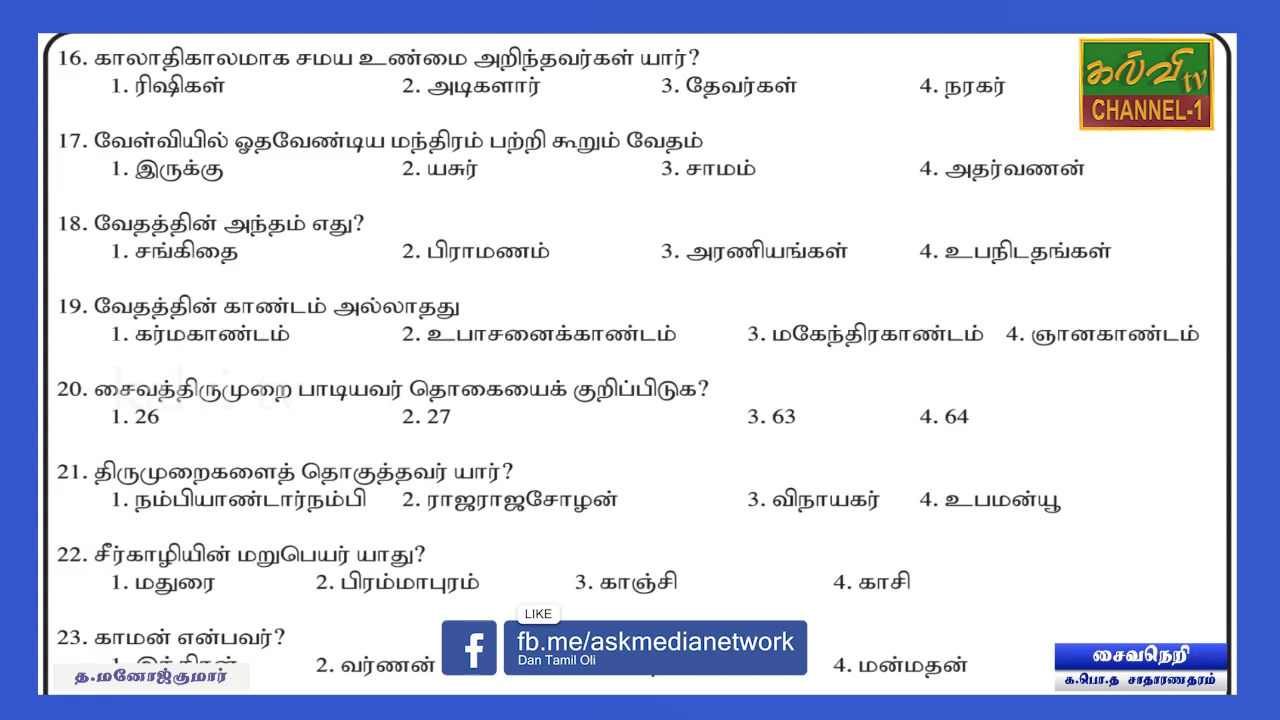 16. காலாதிகாலமாக சமய உண்மை அறிந்தவர்கள் யார்?
1. ரிஷிகள் 2. அடிகளார் 3. தேவர்கள் 4. நரகர்
கல்வி tv
CHANNEL-1
17. வேள்வியில் ஓதவேண்டிய மந்திரம் பற்றி கூறும் வேதம்
1. இருக்கு 2. யசுர் 3. சாமம் 4. அதர்வணன்
18. வேதத்தின் அந்தம் எது?
1. சங்கிதை 2. பிராமணம் 3. அரணியங்கள் 4. உபநிடதங்கள்
19. வேதத்தின் காண்டம் அல்லாதது
1. கர்மகாண்டம் 2. உபாசனைக்காண்டம் 3. மகேந்திரகாண்டம் 4. ஞானகாண்டம்
20. சைவத்திருமுறை பாடியவர் தொகையைக் குறிப்பிடுக?
1. 26 2. 27 3. 63 4. 64
21. திருமுறைகளைத் தொகுத்தவர் யார்?
1. நம்பியாண்டார்நம்பி 2. ராஜராஜசோழன் 3. விநாயகர் 4. உபமன்யூ
22. சீர்காழியின் மறுபெயர் யாது?
1. மதுரை 2. பிரம்மாபுரம் 3. காஞ்சி 4. காசி
23. காமன் என்பவர்?
2. வர்ணன் 4. மன்மதன்
LIKE
fb.me/askmedianetwork
Dan Tamil Oli
த.மனோஜ்குமார்
சைவநெறி
க.பொ.த சாதாரணதரம்